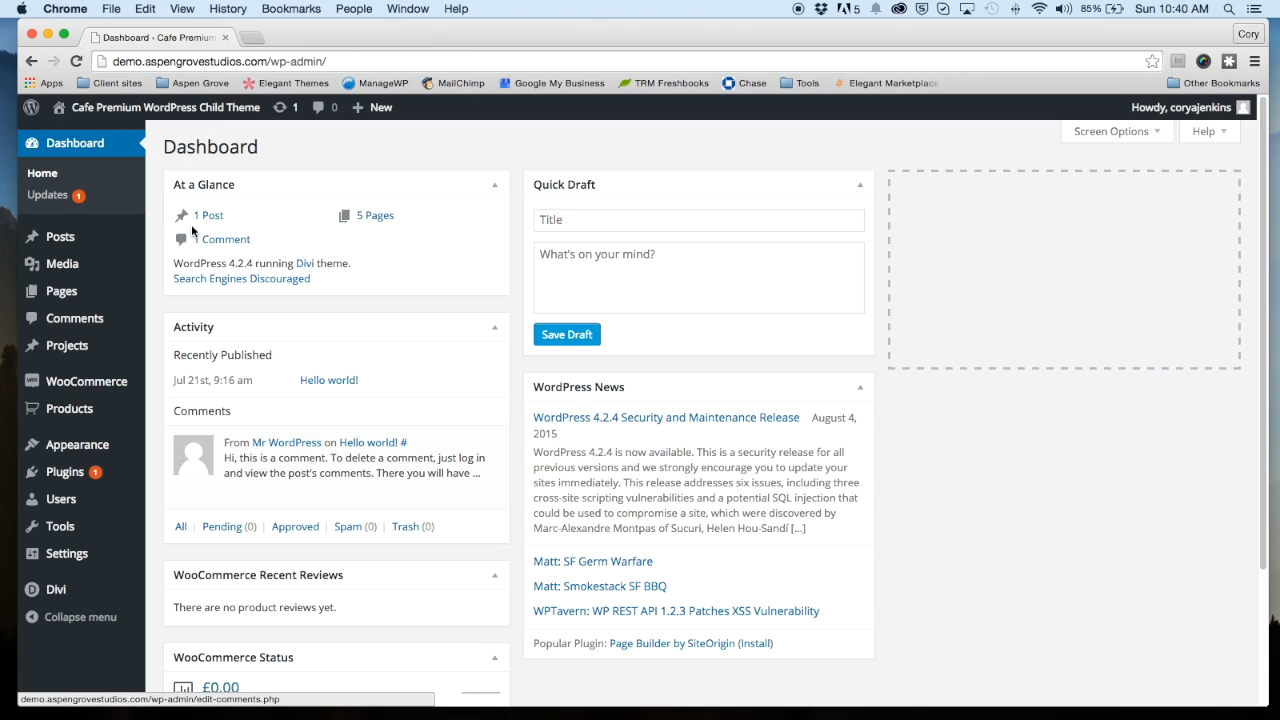 Chrome File Edit View History Bookmarks People Window Help 5 85% Sun 10:40 AM
Dashboard - Cafe Premium Cory
demo.aspengrovestudios.com/wp-admin/
Apps Client sites Aspen Grove Elegant Themes ManageWP MailChimp Google My Business TRM Freshbooks Chase Tools Elegant Marketplace Other Bookmarks
Cafe Premium WordPress Child Theme 1 0 New Howdy, coryajenkins
Screen Options Help
Dashboard
Home
Updates 1
Posts
Media
Pages
Comments
Projects
WooCommerce
Products
Appearance
Plugins 1
Users
Tools
Settings
Divi
Collapse menu
Dashboard
At a Glance
1 Post 5 Pages
1 Comment
WordPress 4.2.4 running Divi theme.
Search Engines Discouraged
Activity
Recently Published
Jul 21st, 9:16 am Hello world!
Comments
From Mr WordPress on Hello world! #
Hi, this is a comment. To delete a comment, just log in
and view the post's comments. There you will have ...
All | Pending (0) | Approved | Spam (0) | Trash (0)
WooCommerce Recent Reviews
There are no product reviews yet.
WooCommerce Status
£0.00
Quick Draft
Title
What's on your mind?
Save Draft
WordPress News
WordPress 4.2.4 Security and Maintenance Release August 4,
2015
WordPress 4.2.4 is now available. This is a security release for all
previous versions and we strongly encourage you to update your
sites immediately. This release addresses six issues, including three
cross-site scripting vulnerabilities and a potential SQL injection that
could be used to compromise a site, which were discovered by
Marc-Alexandre Montpas of Sucuri, Helen Hou-Sandí [...]
Matt: SF Germ Warfare
Matt: Smokestack SF BBQ
WPTavern: WP REST API 1.2.3 Patches XSS Vulnerability
Popular Plugin: Page Builder by SiteOrigin (Install)
demo.aspengrovestudios.com/wp-admin/edit-comments.php